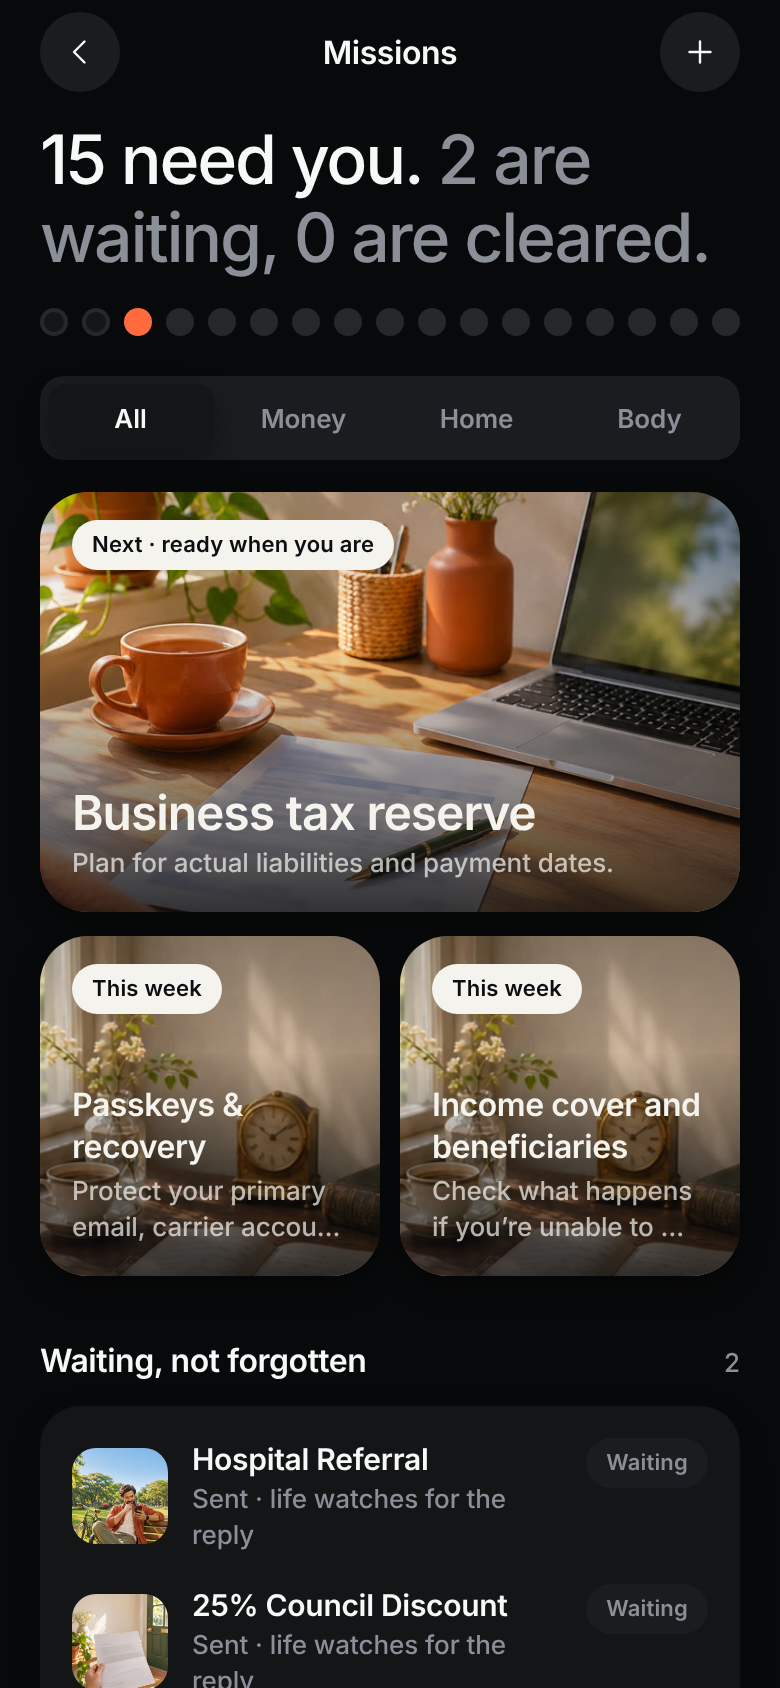 Missions
15 need you. 2 are
waiting, 0 are cleared.
All
Money
Home
Body
Next · ready when you are
Business tax reserve
Plan for actual liabilities and payment dates.
This week
Passkeys &
recovery
Protect your primary
email, carrier accou...
This week
Income cover and
beneficiaries
Check what happens
if you’re unable to ...
Waiting, not forgotten
2
Hospital Referral
Waiting
Sent · life watches for the
reply
25% Council Discount
Waiting
Sent · life watches for the
reply